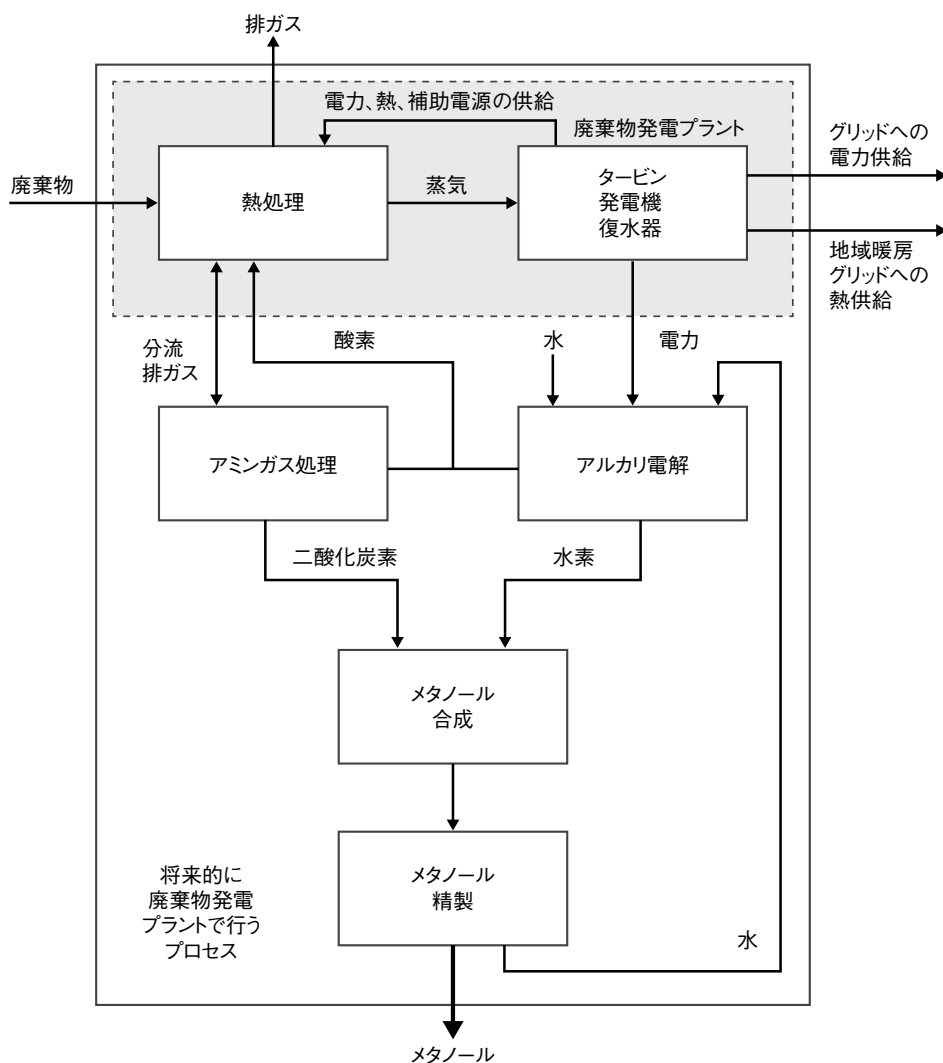 排ガス
電力、熱、補助電源の供給
廃棄物発電プラント
グリッドへの
電力供給
廃棄物
熱処理
蒸気
タービン
発電機
復水器
地域暖房
グリッドへの
熱供給
分流
排ガス
酸素
水
電力
アミンガス処理
アルカリ電解
二酸化炭素
水素
メタノール
合成
メタノール
精製
将来的に
廃棄物発電
プラントで行う
プロセス
水
メタノール